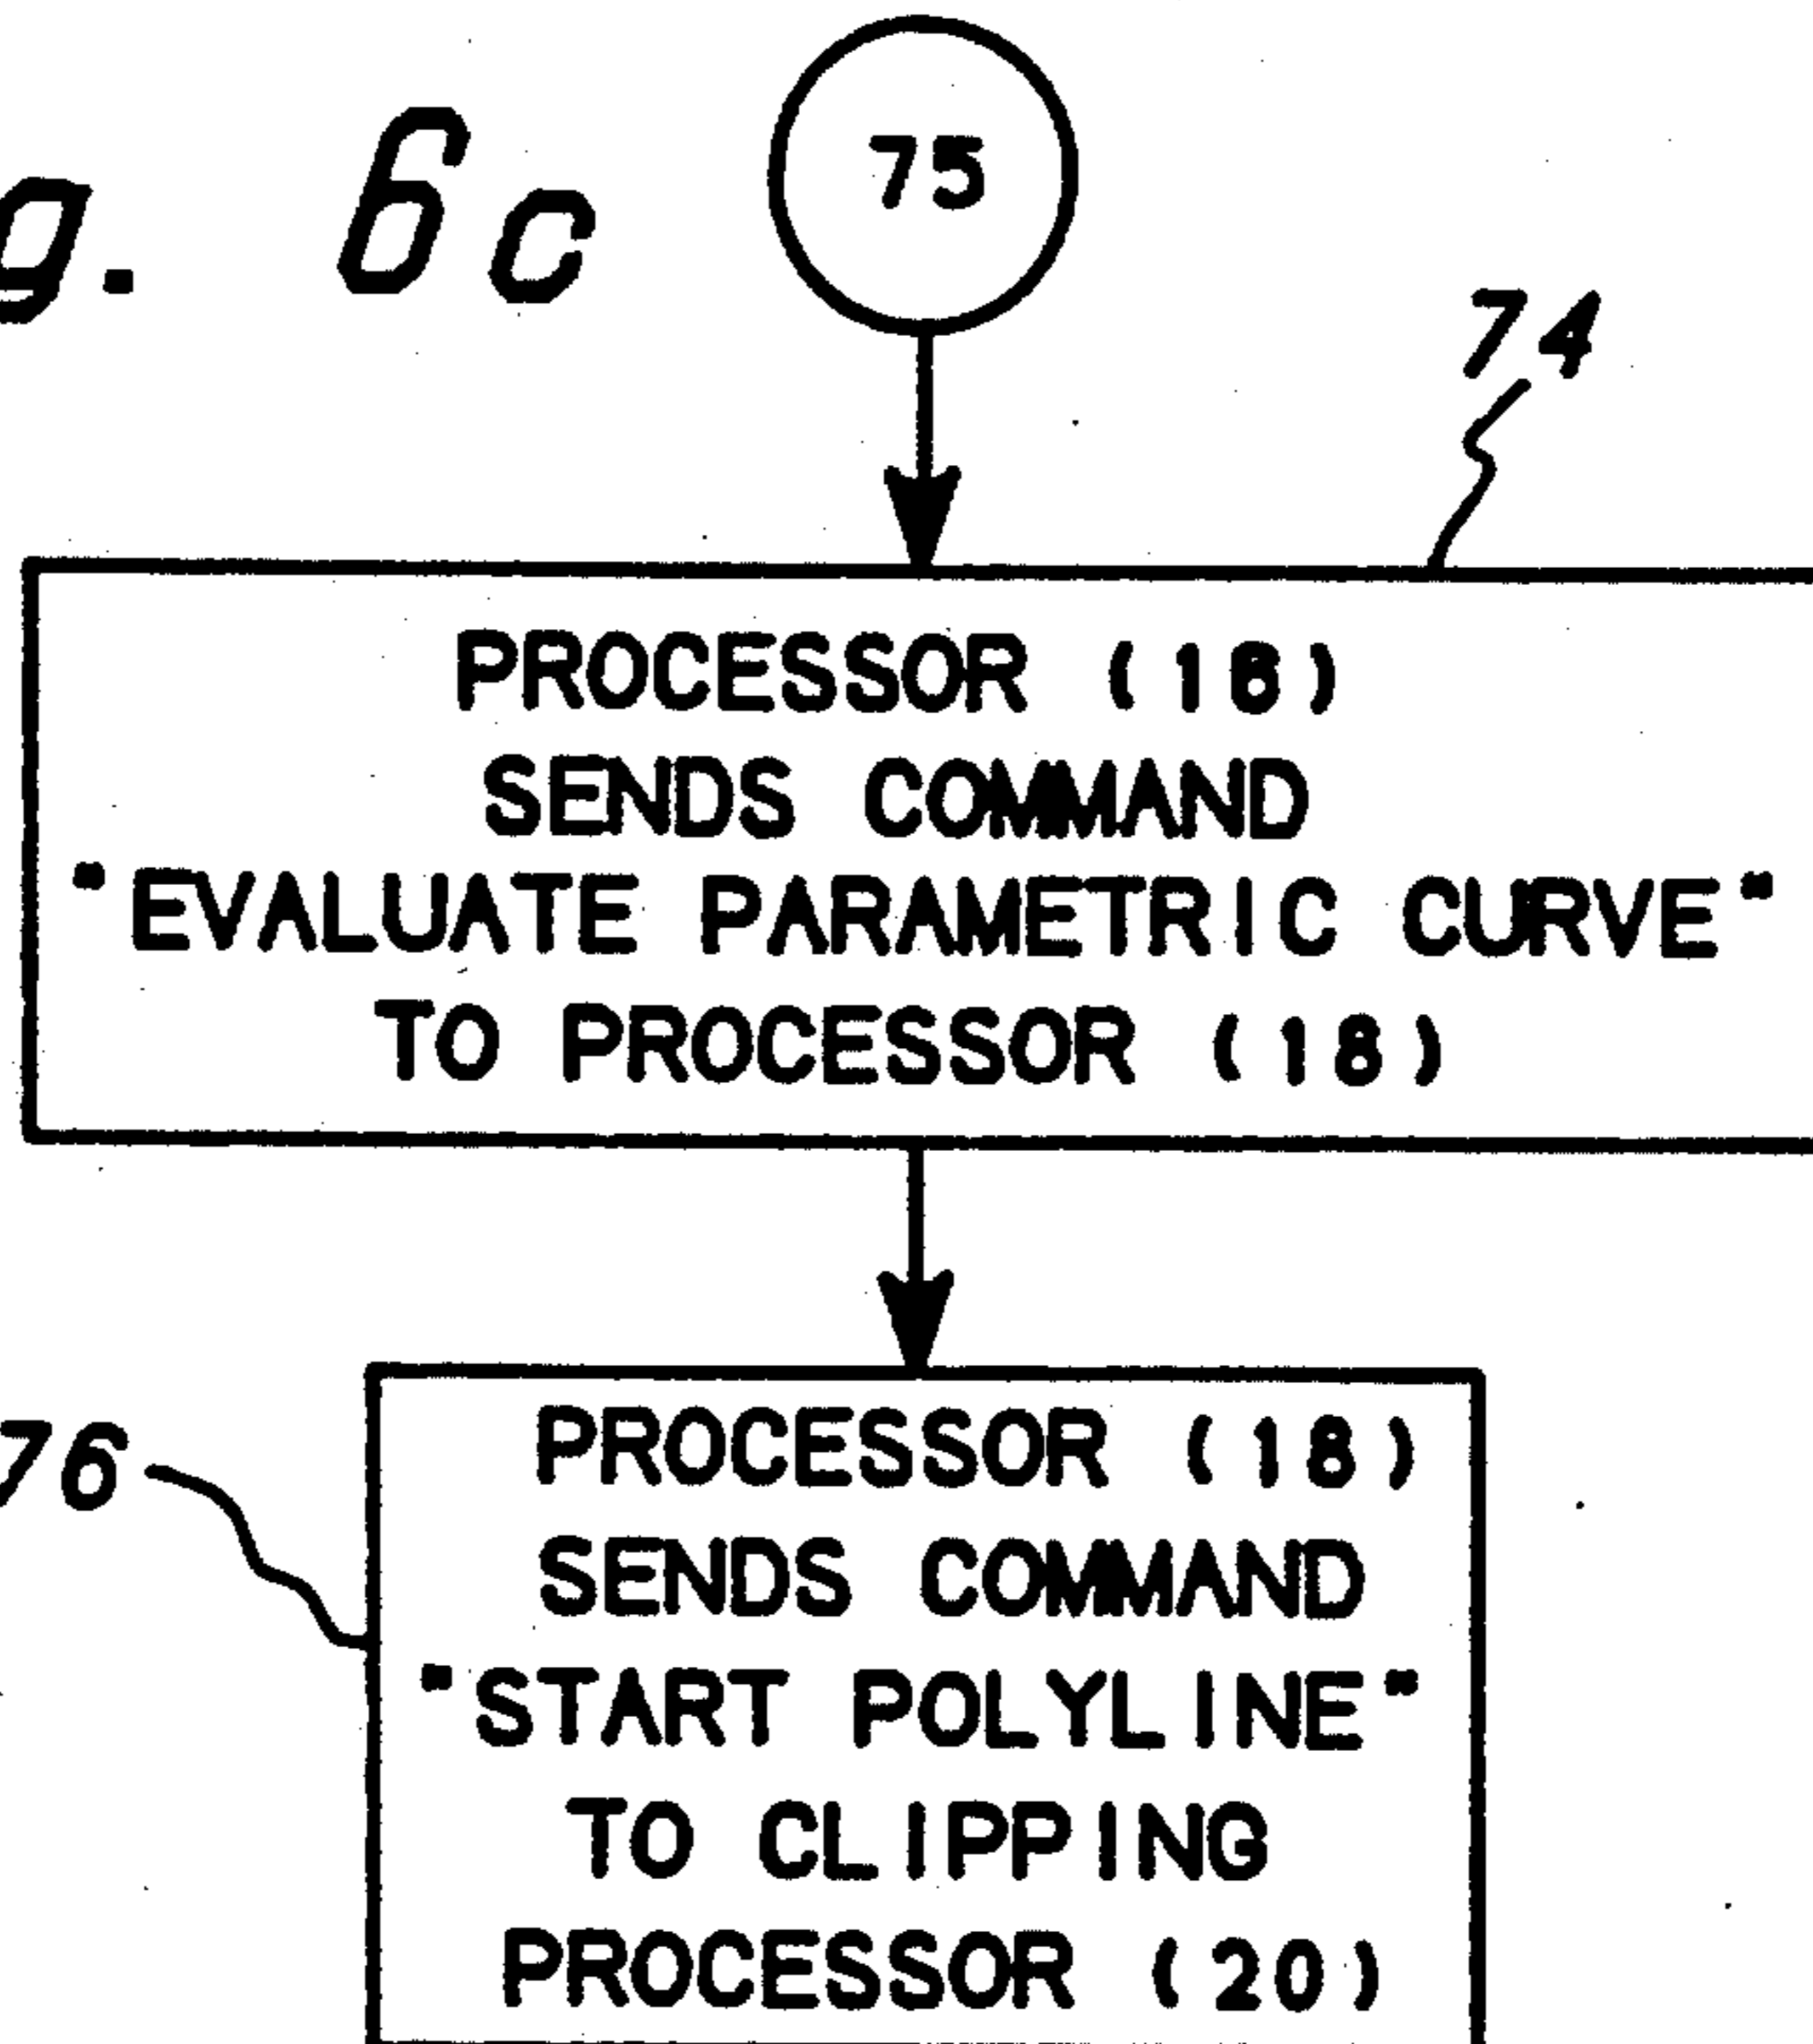 g. 6c
75
74
PROCESSOR (16)
SENDS COMMAND
"EVALUATE PARAMETRIC CURVE"
TO PROCESSOR (18)
76
PROCESSOR (18)
SENDS COMMAND
"START POLYLINE"
TO CLIPPING
PROCESSOR (20)